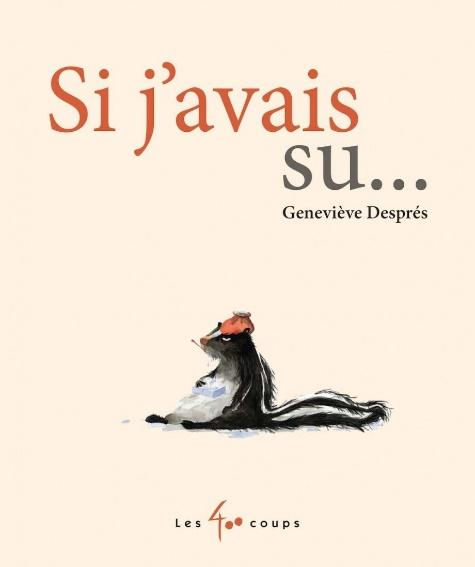 Si j'avais
su...
Geneviève Després
Les 400 coups